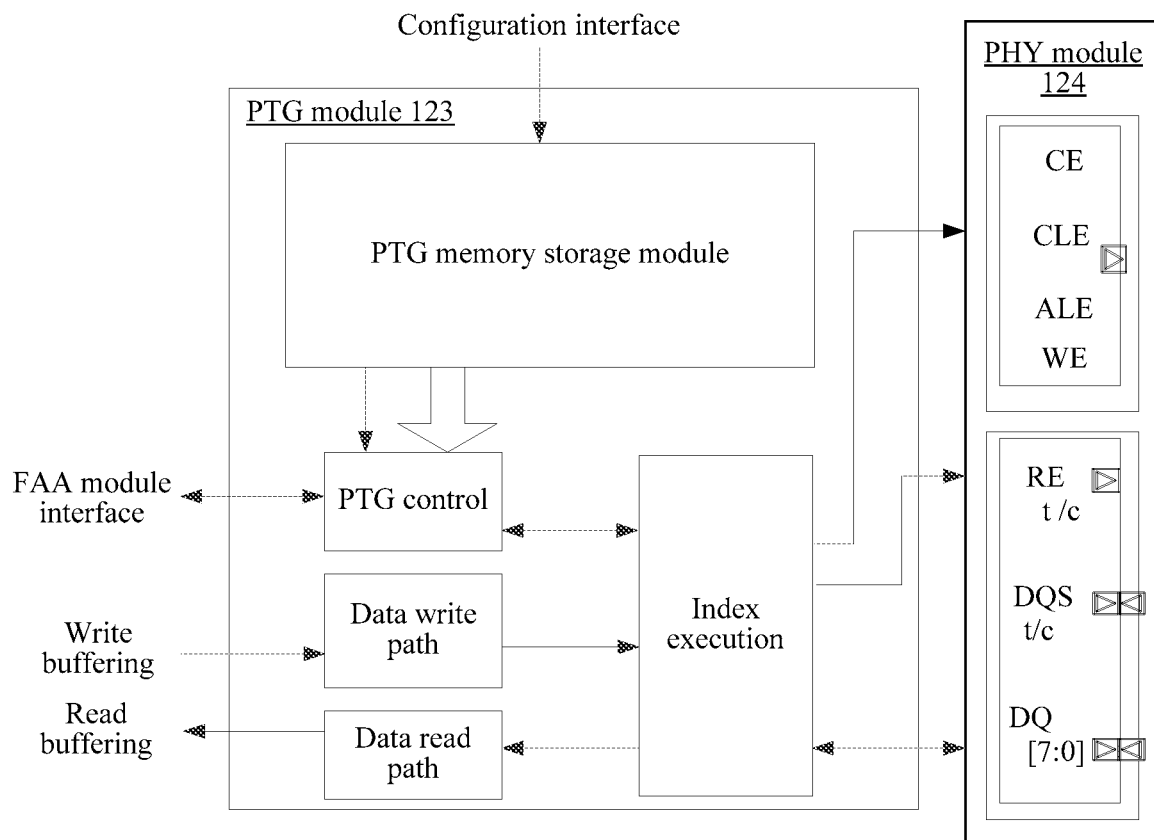 Configuration interface
PTG module 123
PTG memory storage module
FAA module
interface
PTG control
Write
buffering
Data write
path
Read
buffering
Data read
path
Index
execution
PHY module
124
CE
CLE
ALE
WE
RE
t /c
DQS
t/c
DQ
[7:0]